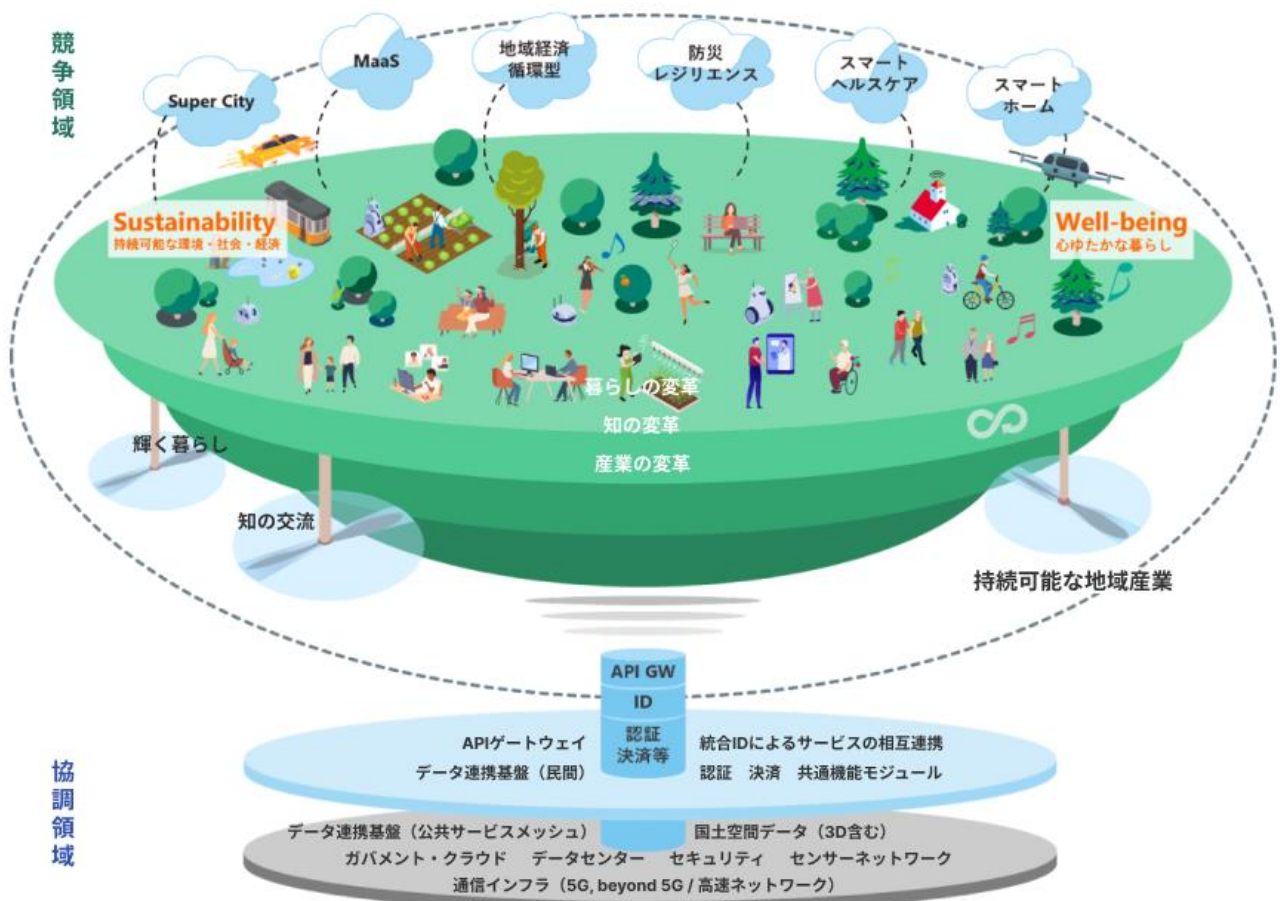 競争領域
Super City
MaaS
地域経済
循環型
防災
レジリエンス
スマート
ヘルスケア
スマート
ホーム
Sustainability
持続可能な環境・社会・経済
Well-being
心ゆたかな暮らし
暮らしの変革
知の変革
産業の変革
輝く暮らし
知の交流
持続可能な地域産業
協調領域
API GW
ID
認証
決済等
APIゲートウェイ
統合IDによるサービスの相互連携
データ連携基盤（民間）
認証 決済 共通機能モジュール
データ連携基盤（公共サービスメッシュ）
国土空間データ（3D含む）
ガバメント・クラウド データセンター セキュリティ センサーネットワーク
通信インフラ（5G, beyond 5G / 高速ネットワーク）